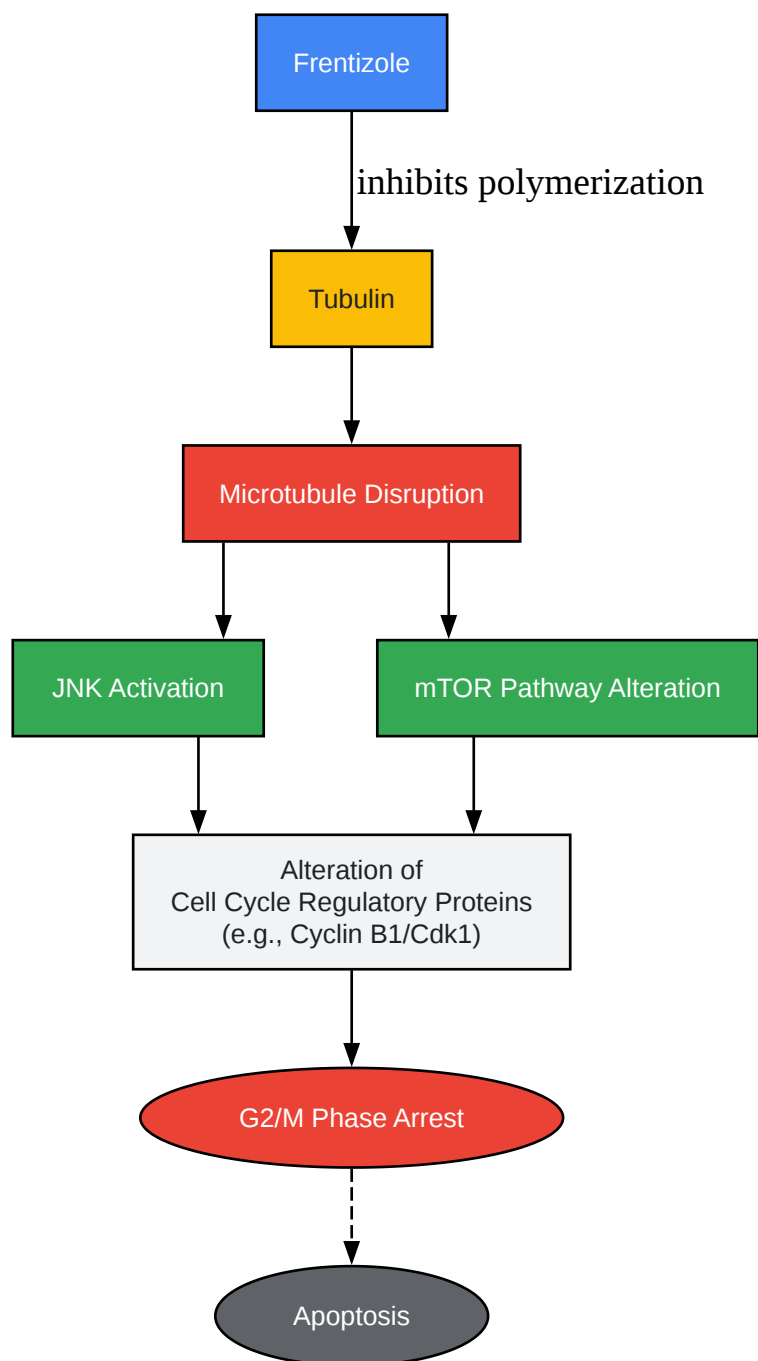 Frentizole
inhibits polymerization
Tubulin
Microtubule Disruption
JNK Activation
mTOR Pathway Alteration
Alteration of
Cell Cycle Regulatory Proteins
(e.g., Cyclin B1/Cdk1)
G2/M Phase Arrest
Apoptosis